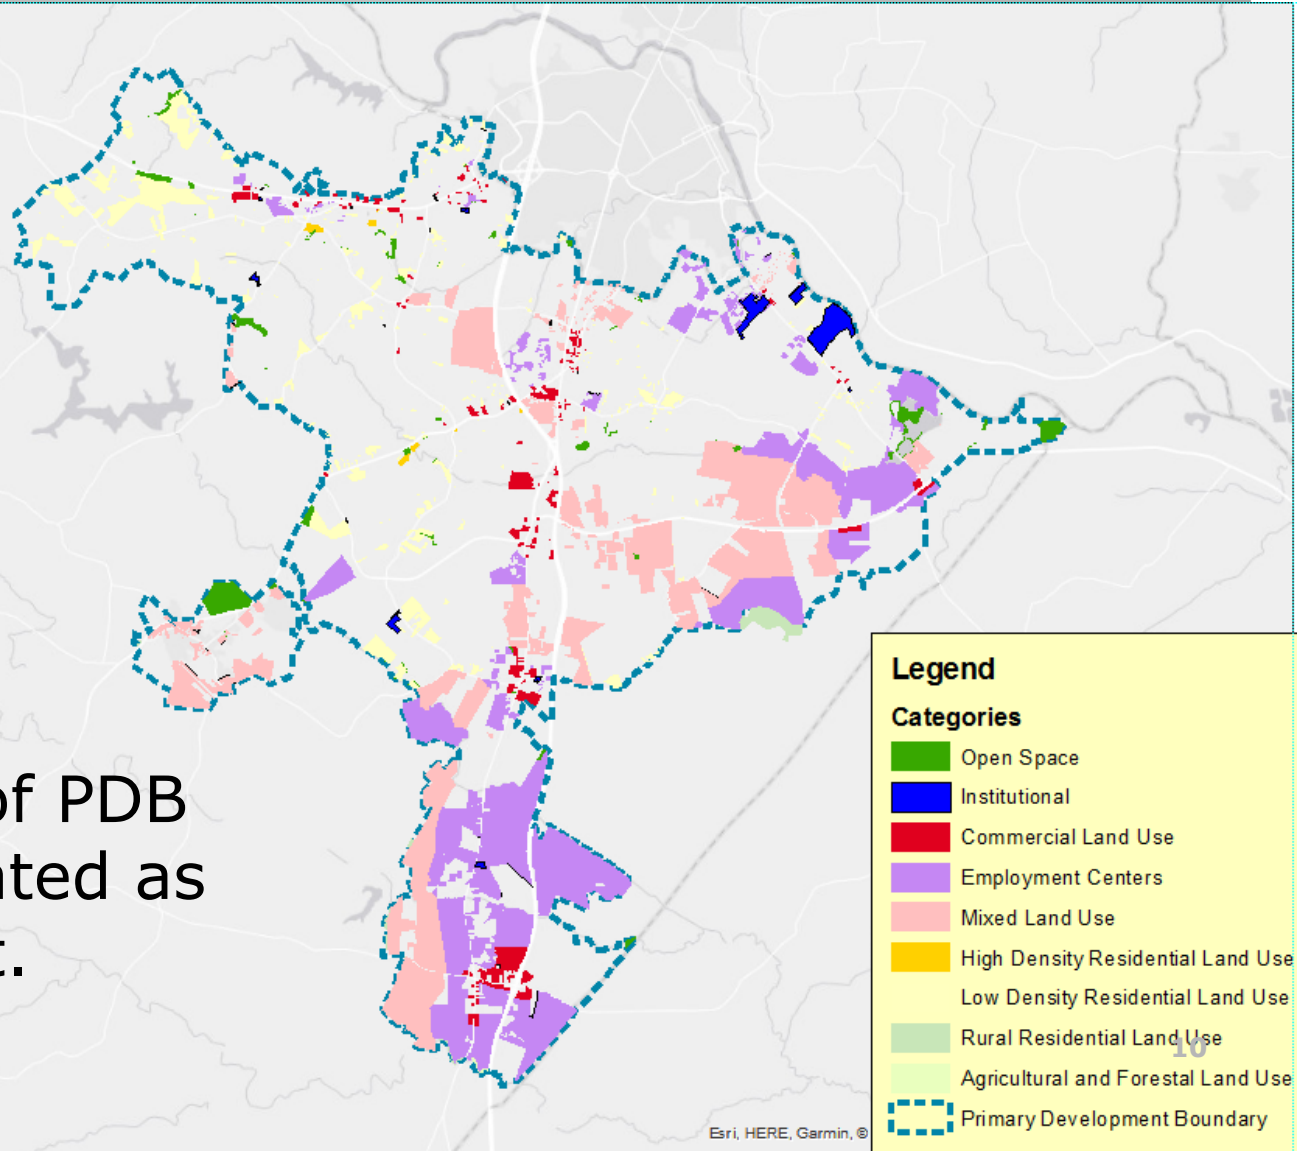 of PDB
ated as
t.
Legend
Categories
Open Space
Institutional
Commercial Land Use
Employment Centers
Mixed Land Use
High Density Residential Land Use
Low Density Residential Land Use
Rural Residential Land Use
10
Agricultural and Forestal Land Use
Primary Development Boundary
Esri, HERE, Garmin, ©